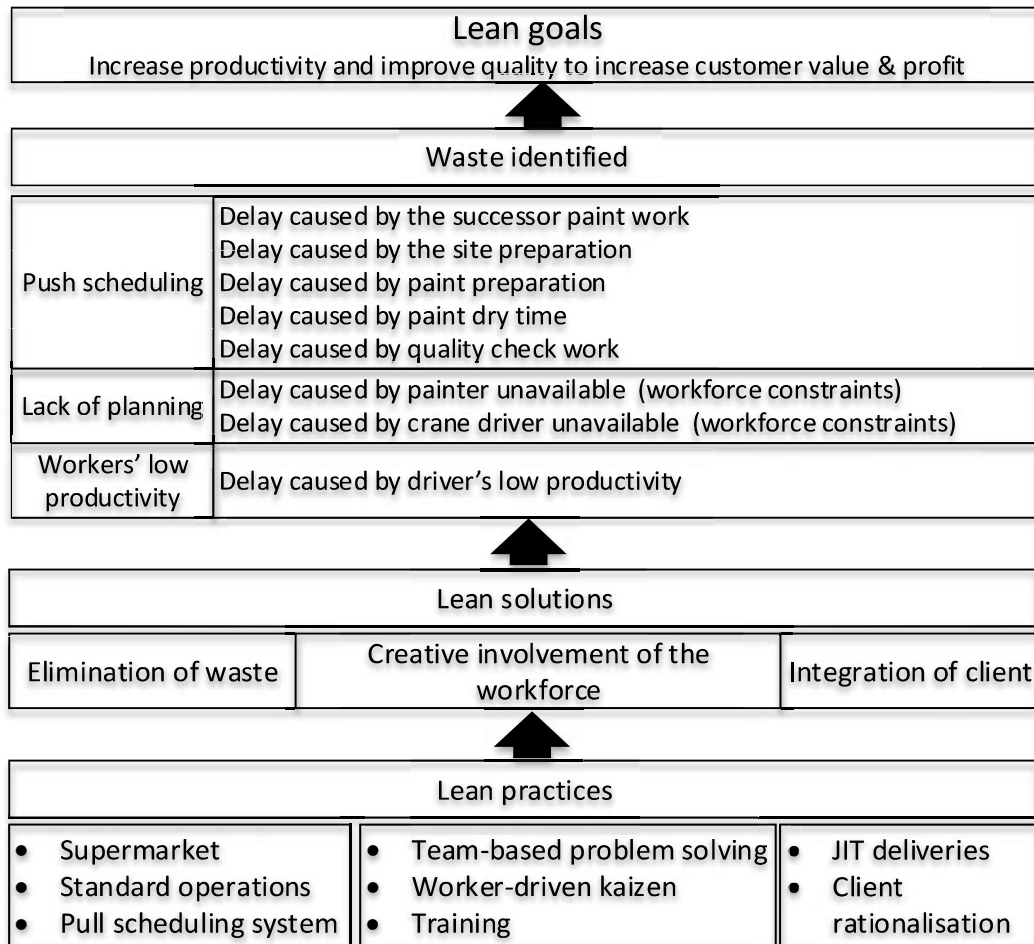 Lean goals
Increase productivity and improve quality to increase customer value & profit
Waste identified
Push scheduling
Delay caused by the successor paint work
Delay caused by the site preparation
Delay caused by paint preparation
Delay caused by paint dry time
Delay caused by quality check work
Lack of planning
Delay caused by painter unavailable (workforce constraints)
Delay caused by crane driver unavailable (workforce constraints)
Workers’ low
productivity
Delay caused by driver’s low productivity
Lean solutions
Elimination of waste
Creative involvement of the
workforce
Integration of client
Lean practices
• Supermarket
• Standard operations
• Pull scheduling system
• Team-based problem solving
• Worker-driven kaizen
• Training
• JIT deliveries
• Client
rationalisation